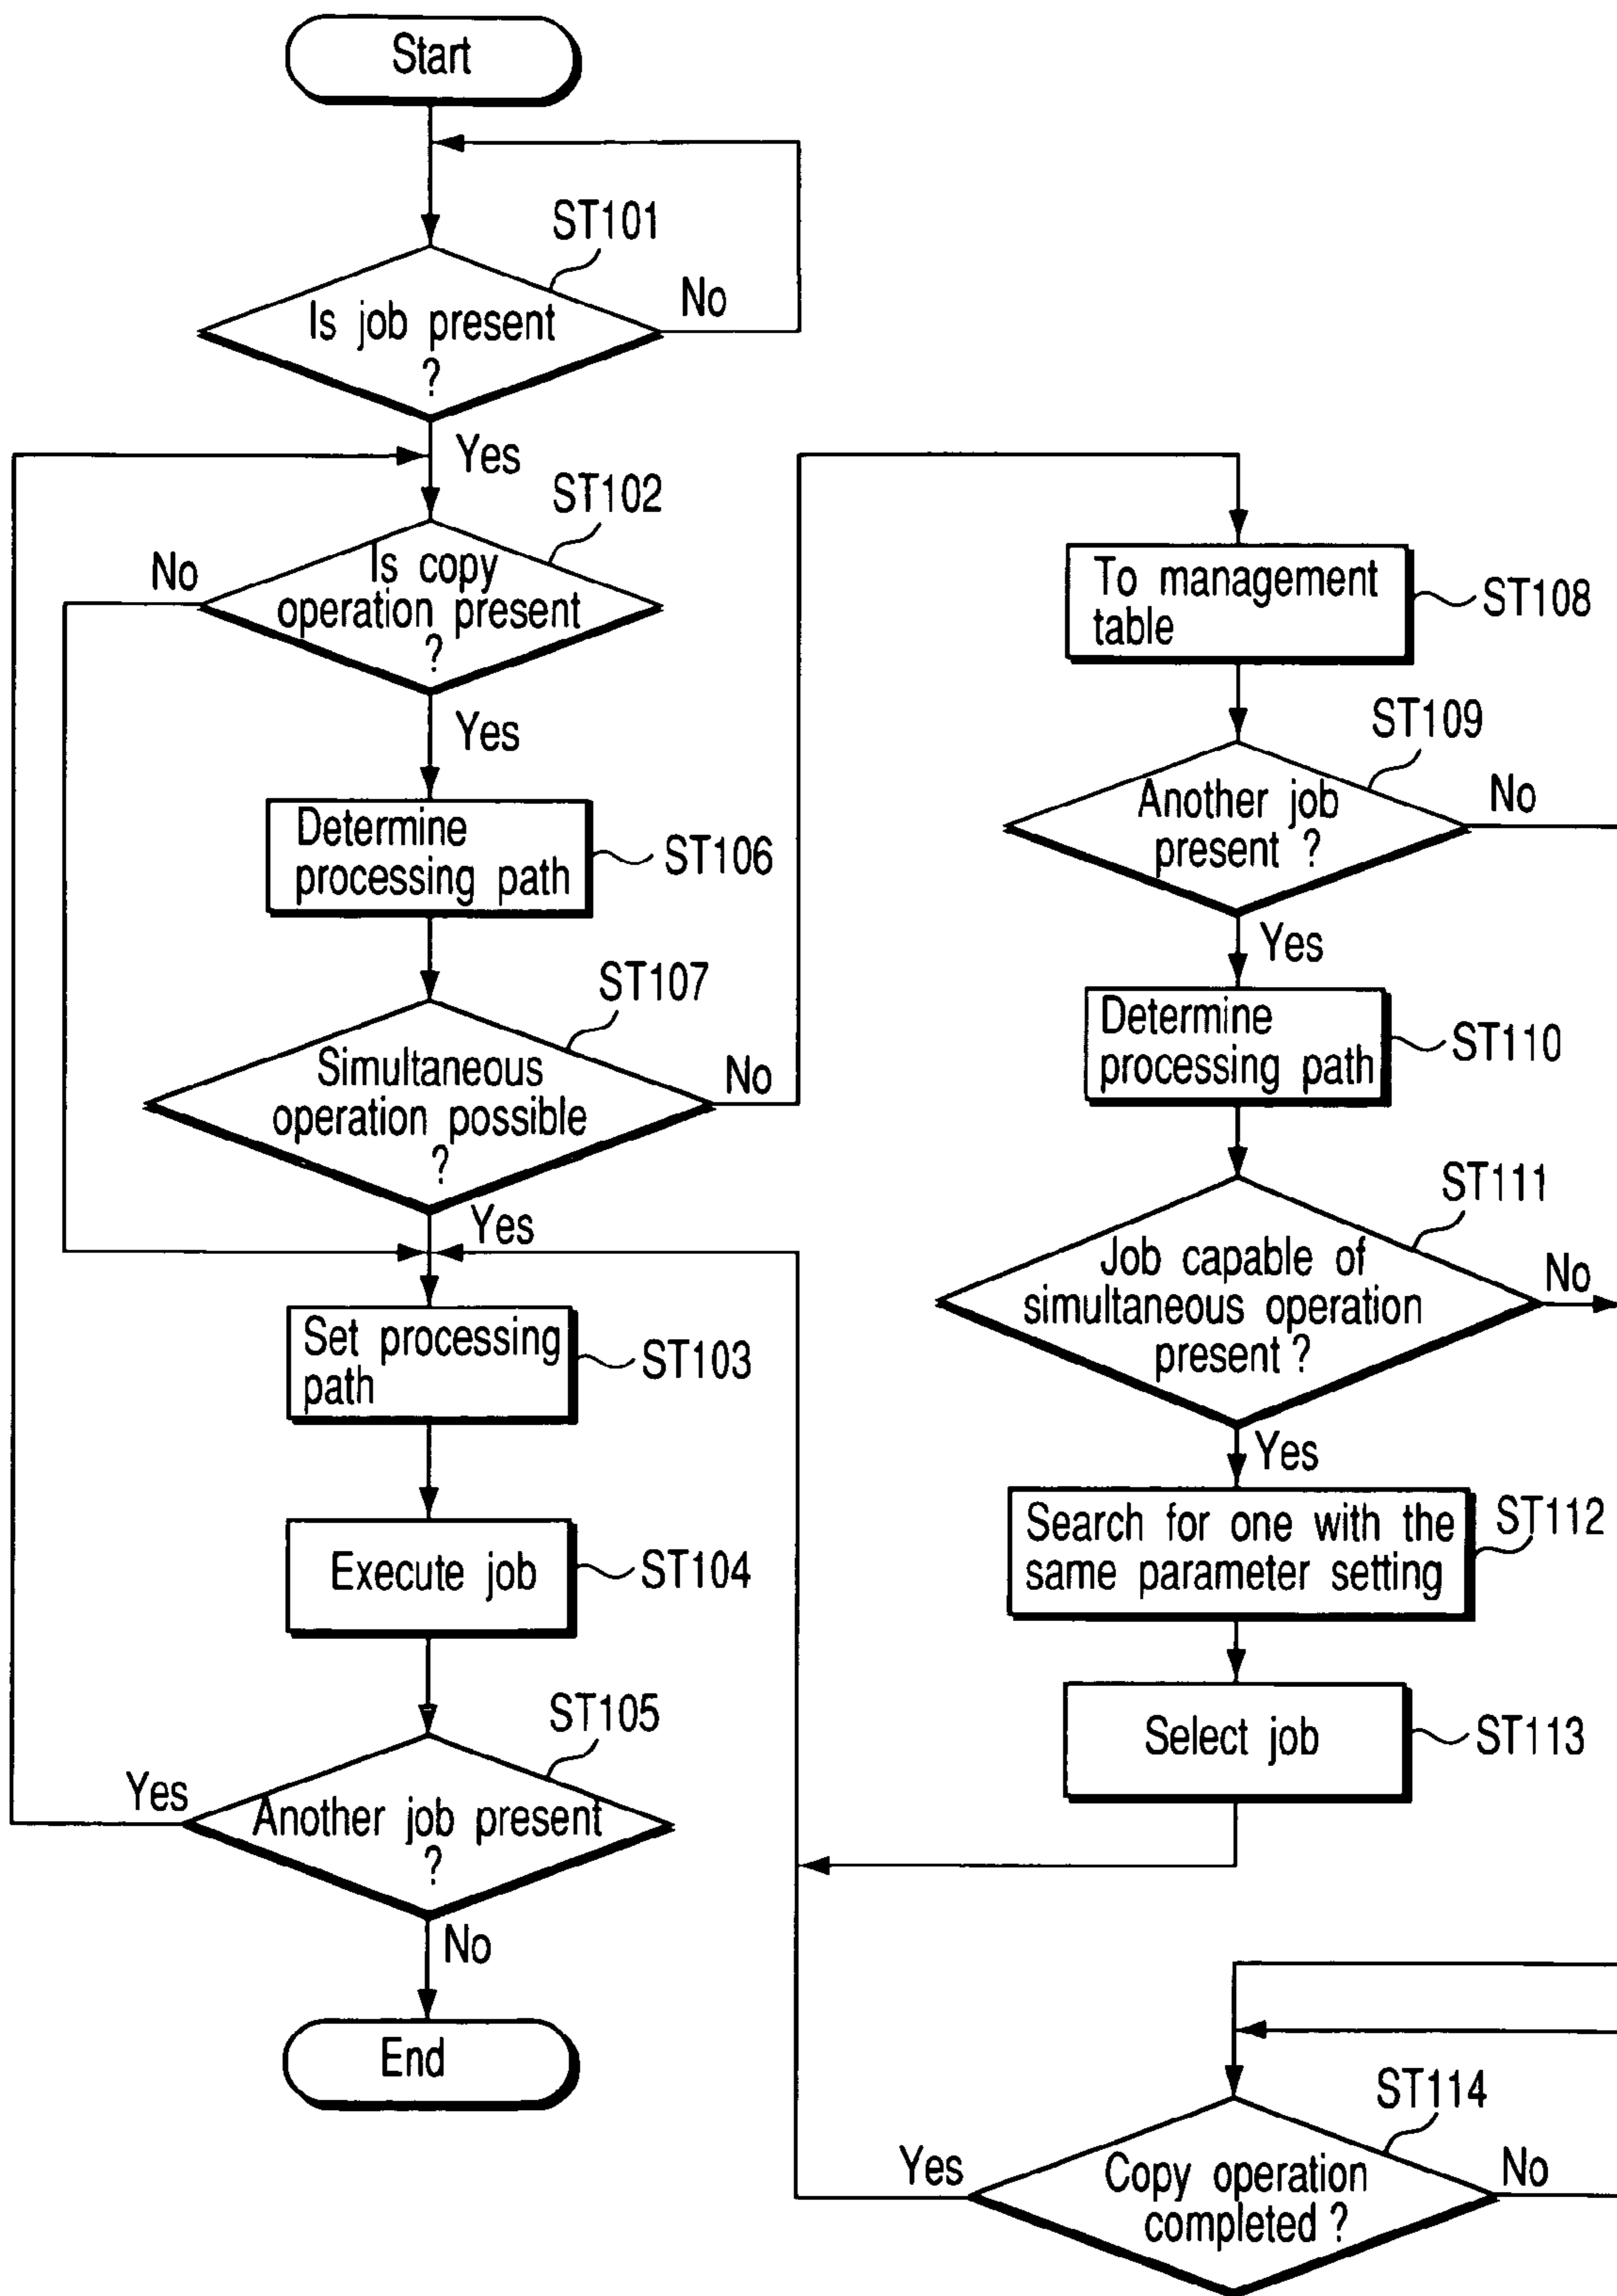 Start
ST101
Is job present
?
No
Yes
ST102
Is copy
operation present
?
No
Yes
Determine
processing path
ST106
ST107
Simultaneous
operation possible
?
No
Yes
Set processing
path
ST103
Execute job
ST104
ST105
Another job present
?
Yes
No
End
To management
table
ST108
ST109
Another job
present ?
No
Yes
Determine
processing path
ST110
ST111
Job capable of
simultaneous operation
present ?
No
Yes
Search for one with the
same parameter setting
ST112
Select job
ST113
ST114
Copy operation
completed ?
Yes
No